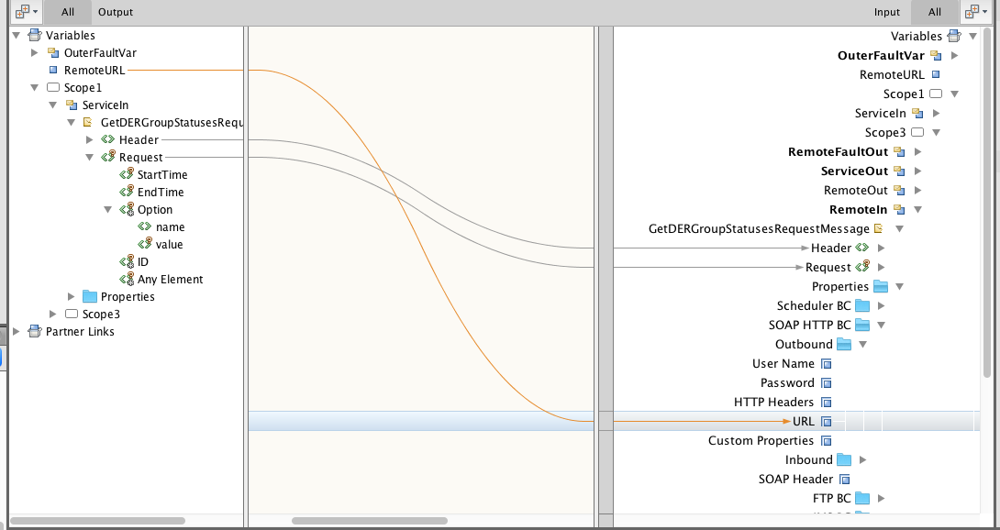 All Output Input All
Variables
OuterFaultVar
RemoteURL
Scope1
ServiceIn
GetDERGroupStatusesRequ
Header
Request
StartTime
EndTime
Option
name
value
ID
Any Element
Properties
Scope3
Partner Links
Variables
OuterFaultVar
RemoteURL
Scope1
ServiceIn
Scope3
RemoteFaultOut
ServiceOut
RemoteOut
RemoteIn
GetDERGroupStatusesRequestMessage
Header
Request
Properties
Scheduler BC
SOAP HTTP BC
Outbound
User Name
Password
HTTP Headers
URL
Custom Properties
Inbound
SOAP Header
FTP BC